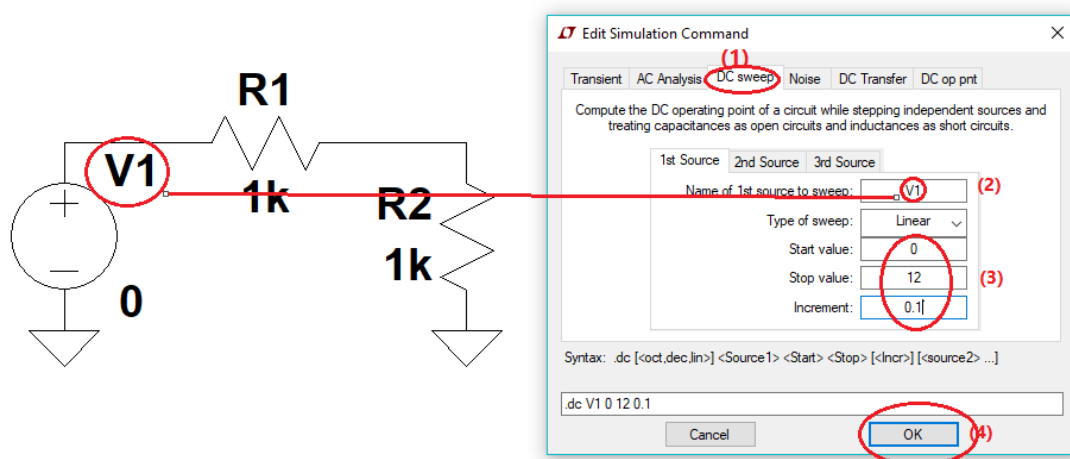 R1
V1
1k
R2
1k
0
Edit Simulation Command
(1)
Transient AC Analysis DC sweep Noise DC Transfer DC op pnt
Compute the DC operating point of a circuit while stepping independent sources and
treating capacitances as open circuits and inductances as short circuits.
1st Source 2nd Source 3rd Source
Name of 1st source to sweep: V1 (2)
Type of sweep: Linear
Start value: 0
Stop value: 12 (3)
Increment: 0.1
Syntax: .dc [<oct,dec,lin>] <Source1> <Start> <Stop> [<Incr>] [<source2> ...]
.dc V1 0 12 0.1
Cancel OK (4)